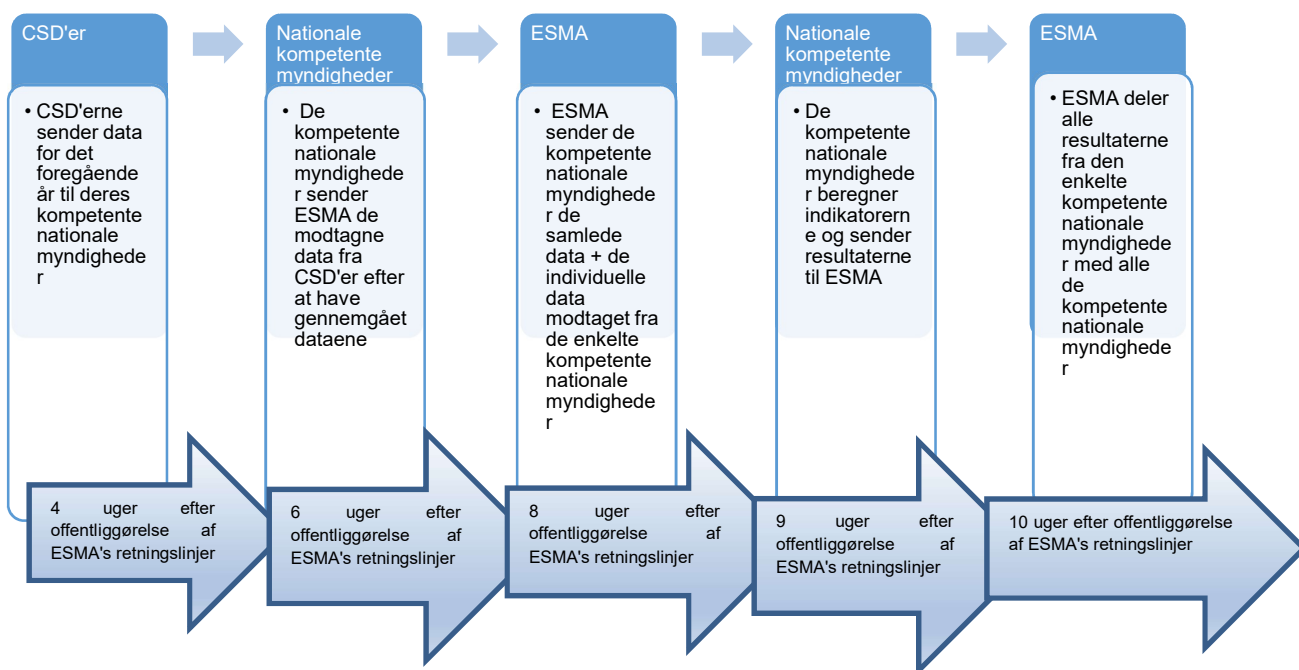 CSD'er
• CSD'erne
sender data
for det
foregående
år til deres
kompetente
nationale
myndighede
r
4 uger efter
offentliggørelse af
ESMA's retningslinjer
Nationale
kompetente
myndigheder
• De
kompetente
nationale
myndighede
r sender
ESMA de
modtagne
data fra
CSD'er efter
at have
gennemgået
dataene
6 uger efter
offentliggørelse af
ESMA's retningslinjer
ESMA
• ESMA
sender de
kompetente
nationale
myndighede
r de
samlede
data + de
individuelle
data
modtaget fra
de enkelte
kompetente
nationale
myndighede
r
8 uger efter
offentliggørelse af
ESMA's retningslinjer
Nationale
kompetente
myndigheder
• De
kompetente
nationale
myndighede
r beregner
indikatorern
e og sender
resultaterne
til ESMA
9 uger efter
offentliggørelse af
ESMA's retningslinjer
ESMA
• ESMA deler
alle
resultaterne
fra den
enkelte
kompetente
nationale
myndighede
r med alle
de
kompetente
nationale
myndighede
r
10 uger efter offentliggørelse
af ESMA's retningslinjer